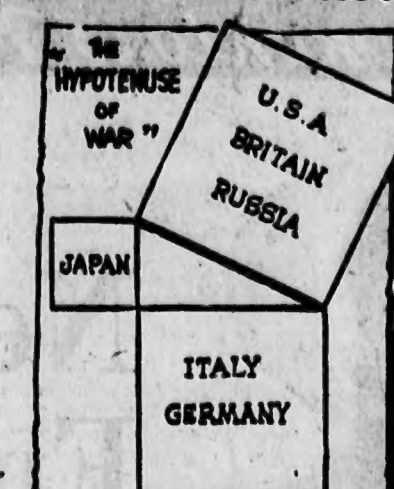 " THE
HYPOTENUSE
OF
WAR "
U.S.A
BRITAIN
RUSSIA
JAPAN
ITALY
GERMANY